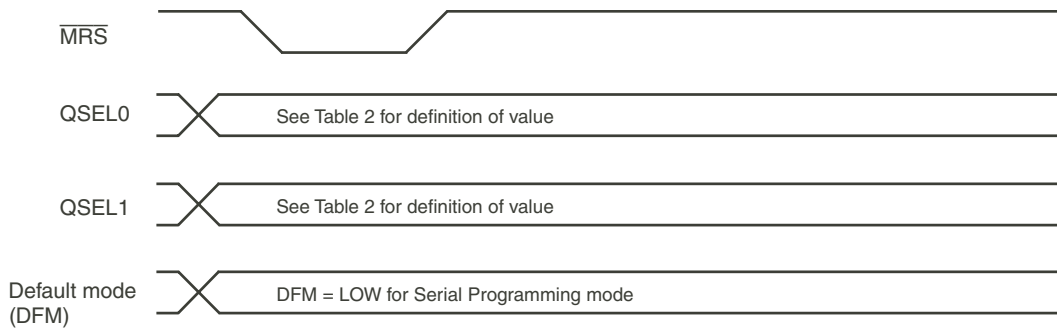 MRS
QSEL0
See Table 2 for definition of value
QSEL1
See Table 2 for definition of value
Default mode
(DFM)
DFM = LOW for Serial Programming mode